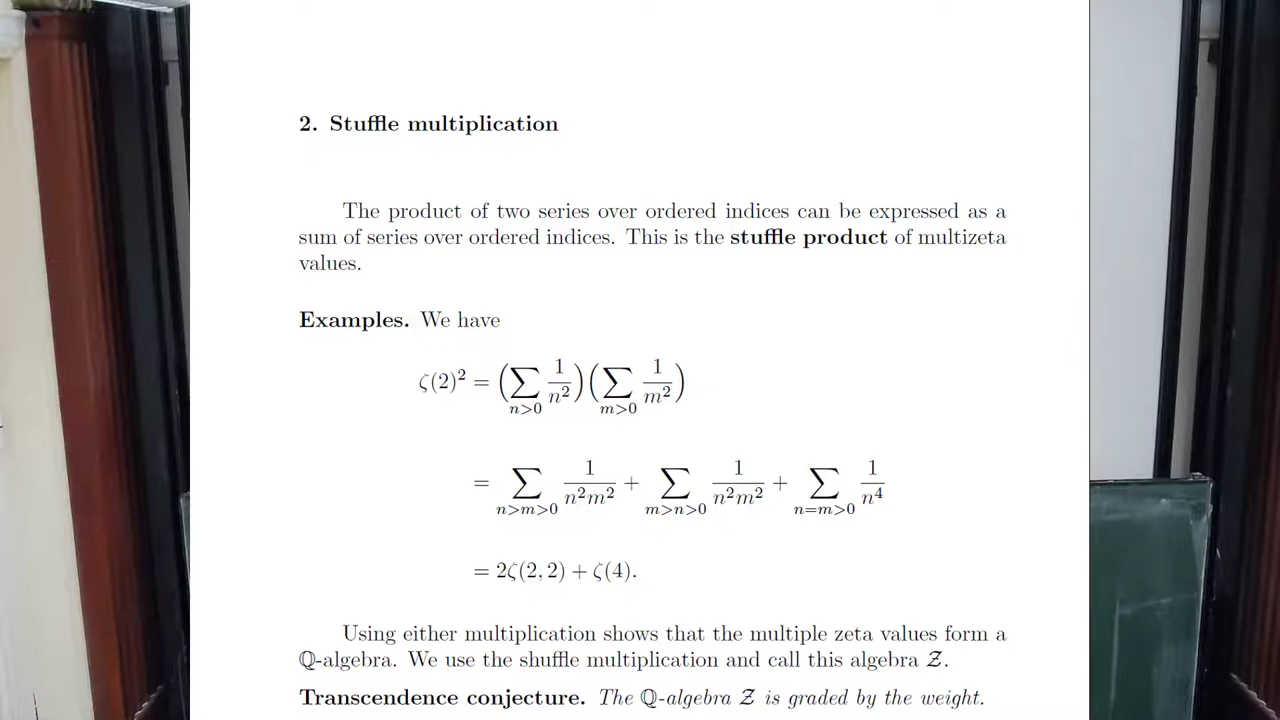 2. Stuffle multiplication
The product of two series over ordered indices can be expressed as a
sum of series over ordered indices. This is the stuffle product of multizeta
values.
Examples. We have
ζ(2)² = (∑_{n>0} 1/n²)(∑_{m>0} 1/m²)
= ∑_{n>m>0} 1/(n²m²) + ∑_{m>n>0} 1/(n²m²) + ∑_{n=m>0} 1/n⁴
= 2ζ(2, 2) + ζ(4).
Using either multiplication shows that the multiple zeta values form a
ℚ-algebra. We use the shuffle multiplication and call this algebra 𝒵.
Transcendence conjecture. The ℚ-algebra 𝒵 is graded by the weight.